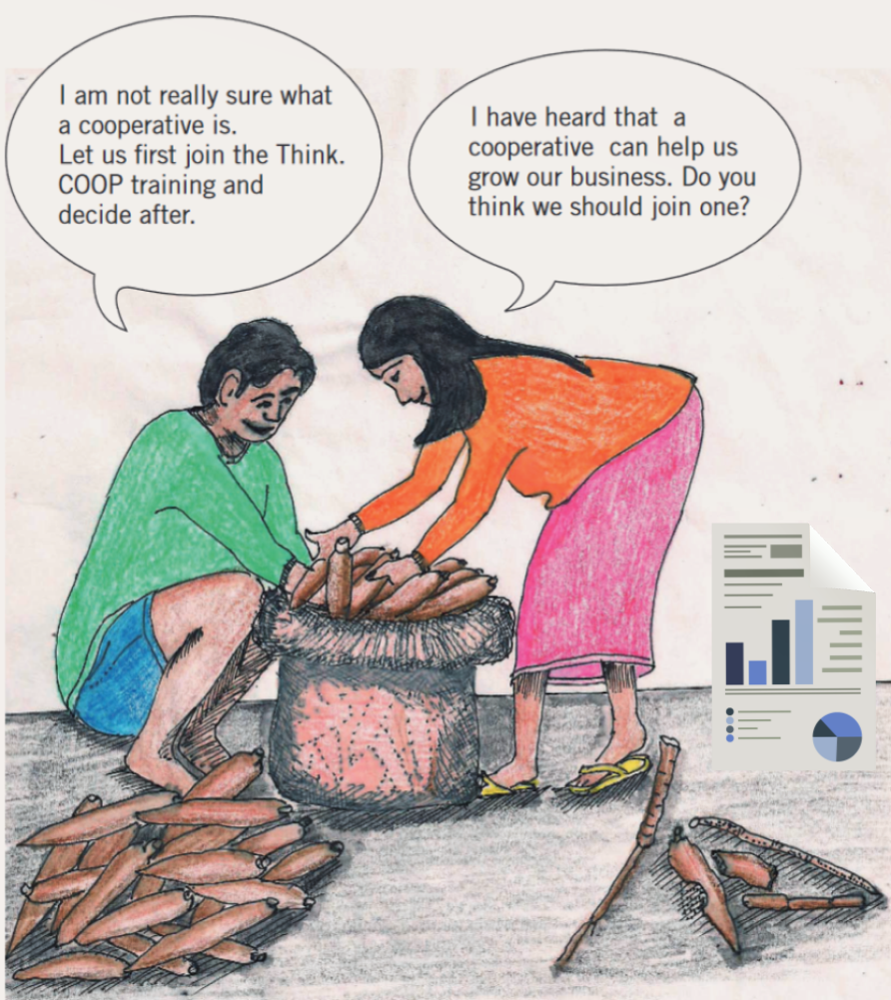 I am not really sure what
a cooperative is.
Let us first join the Think.
COOP training and
decide after.
I have heard that a
cooperative can help us
grow our business. Do you
think we should join one?